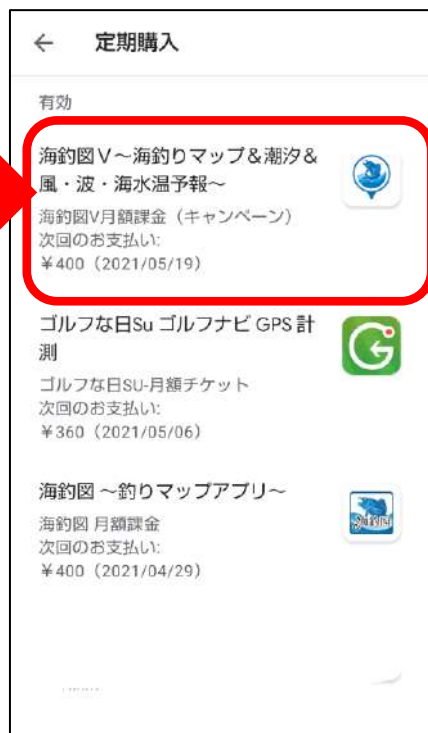 定期購入
有効
海釣図V～海釣りマップ&潮汐&
風・波・海水温予報～
海釣図V月額課金（キャンペーン）
次回のお支払い:
￥400（2021/05/19）
ゴルフな日Su ゴルフナビ GPS 計
測
ゴルフな日SU-月額チケット
次回のお支払い:
￥360（2021/05/06）
海釣図 ～釣りマップアプリ～
海釣図 月額課金
次回のお支払い:
￥400（2021/04/29）